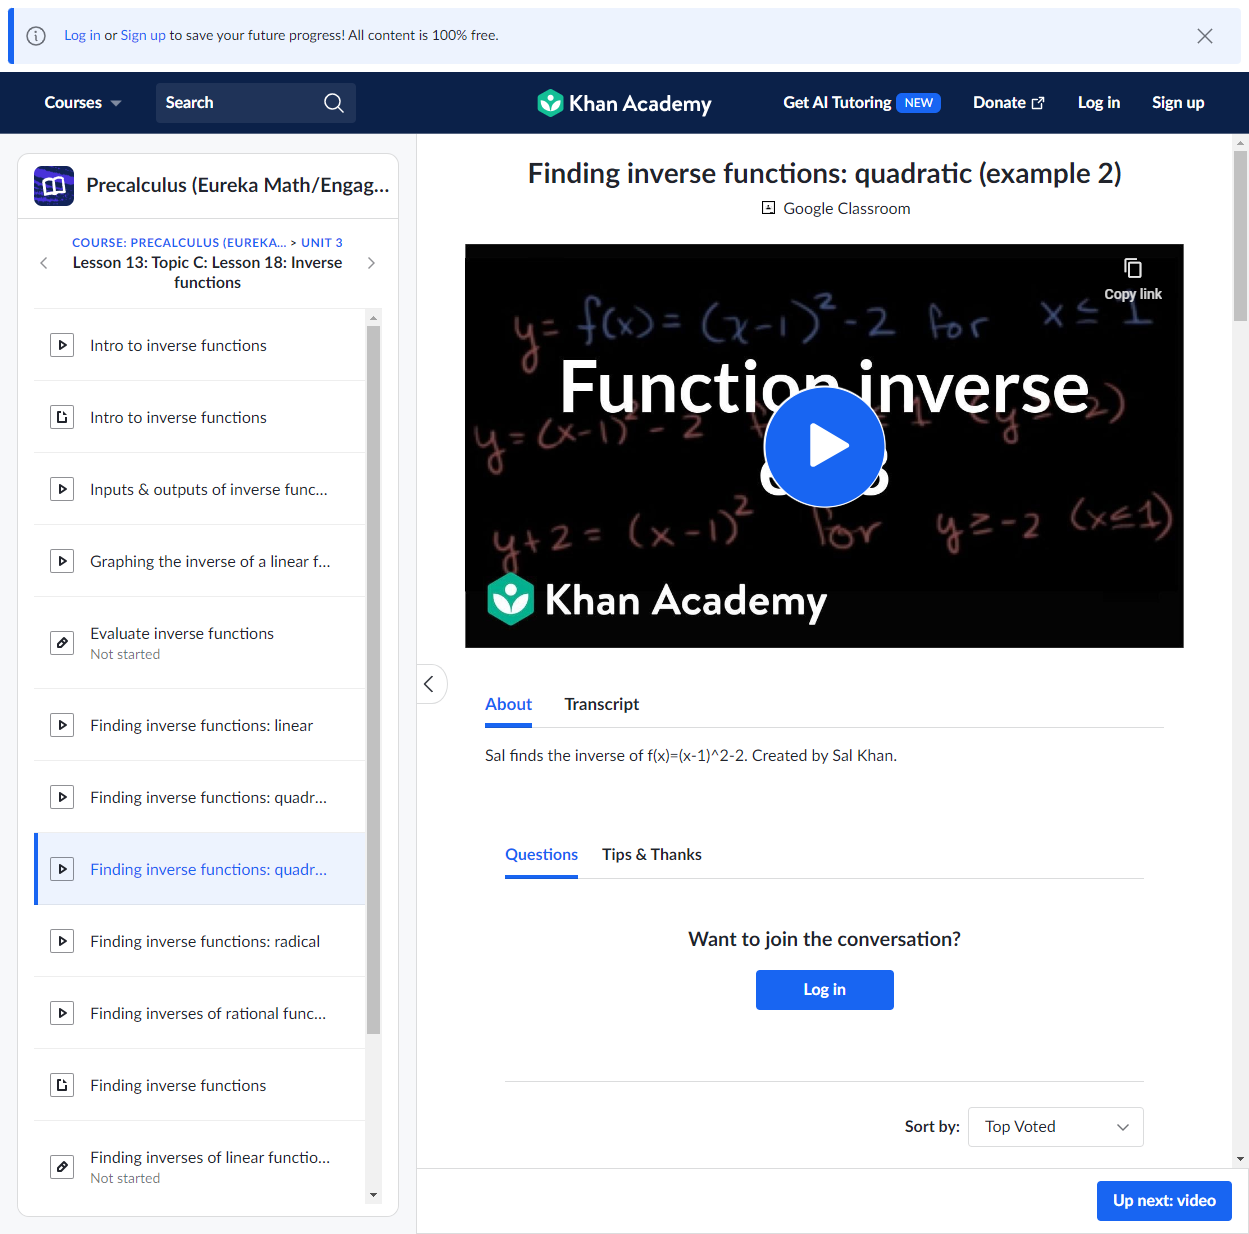 Log in or Sign up to save your future progress! All content is 100% free.
Courses
Search
Khan Academy
Get AI Tutoring NEW
Donate
Log in
Sign up
Precalculus (Eureka Math/Engag...
COURSE: PRECALCULUS (EUREKA... > UNIT 3
Lesson 13: Topic C: Lesson 18: Inverse
functions
Intro to inverse functions
Intro to inverse functions
Inputs & outputs of inverse func...
Graphing the inverse of a linear f...
Evaluate inverse functions
Not started
Finding inverse functions: linear
Finding inverse functions: quadr...
Finding inverse functions: quadr...
Finding inverse functions: radical
Finding inverses of rational func...
Finding inverse functions
Finding inverses of linear functio...
Not started
Finding inverse functions: quadratic (example 2)
Google Classroom
Copy link
y = f(x) = (x-1)² - 2 for x ≤ 1
Function inverse
y = (x-1)² - 2
y+2 = (x-1)² for y ≥ -2 (x≤1)
Khan Academy
About
Transcript
Sal finds the inverse of f(x)=(x-1)^2-2. Created by Sal Khan.
Questions
Tips & Thanks
Want to join the conversation?
Log in
Sort by:
Top Voted
Up next: video